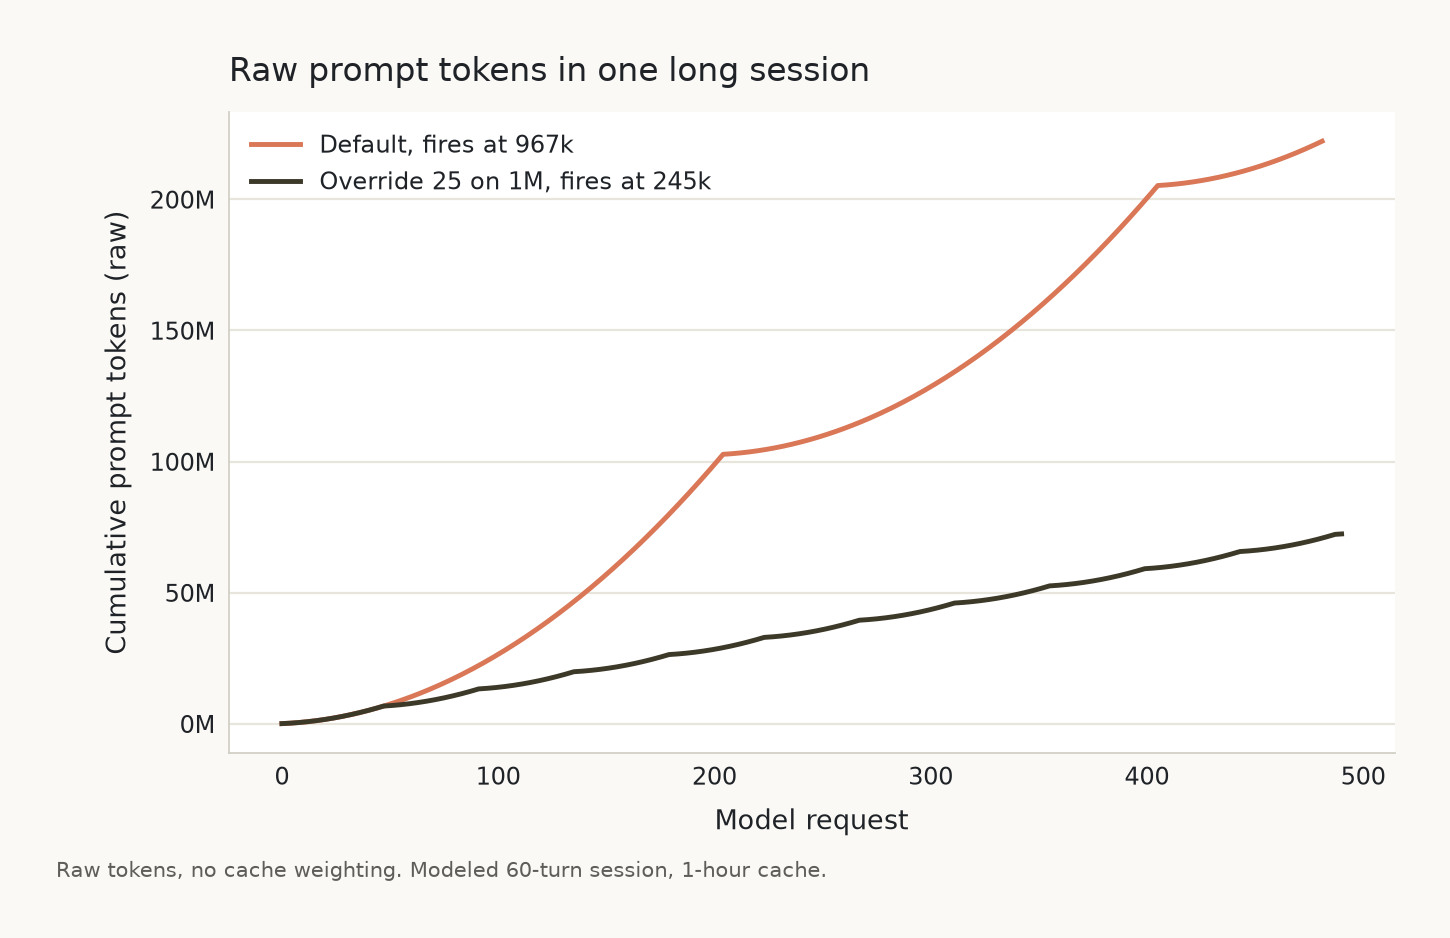 Raw prompt tokens in one long session
Default, fires at 967k
Override 25 on 1M, fires at 245k
Cumulative prompt tokens (raw)
200M
150M
100M
50M
0M
0 100 200 300 400 500
Model request
Raw tokens, no cache weighting. Modeled 60-turn session, 1-hour cache.